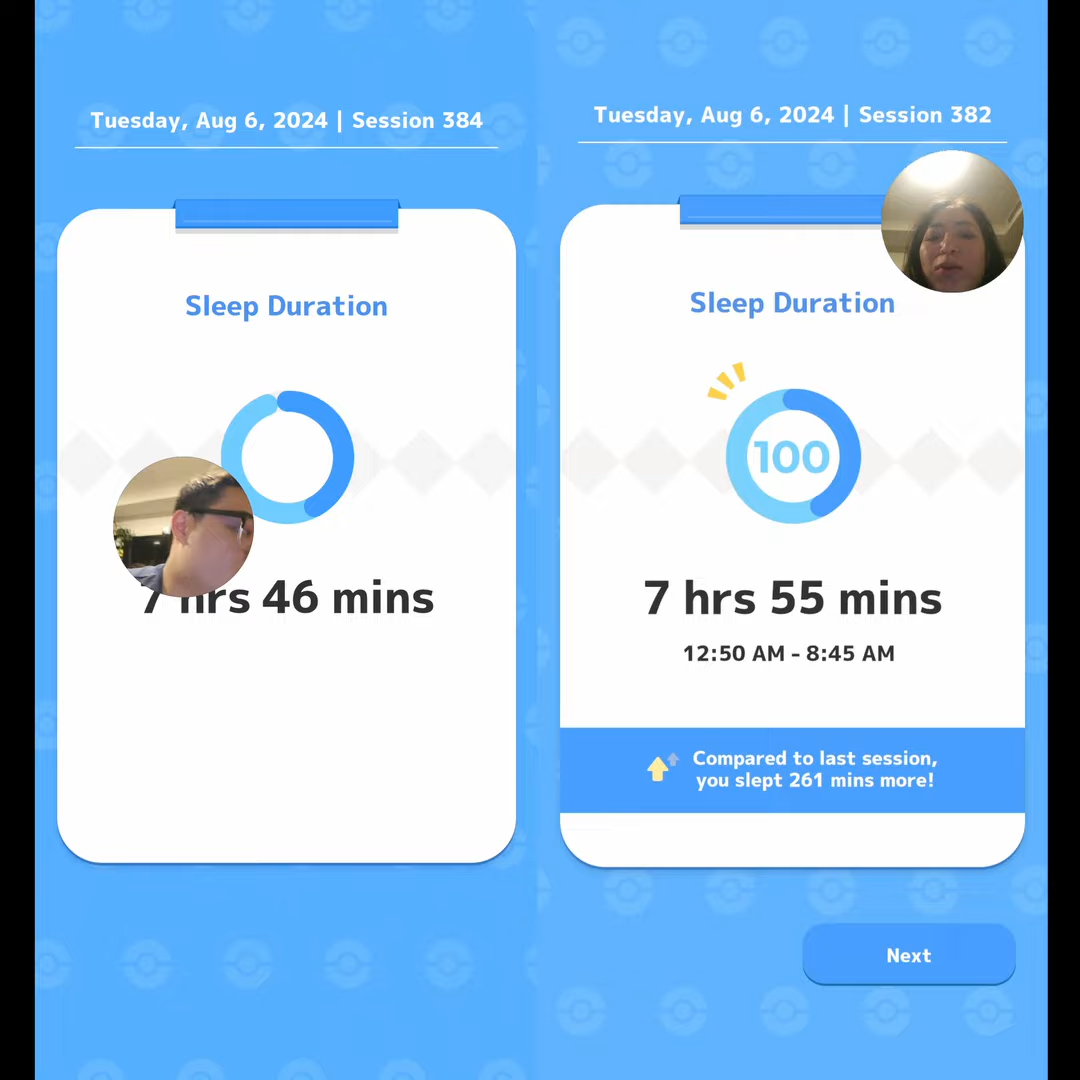 Tuesday, Aug 6, 2024 | Session 384
Sleep Duration
7 hrs 46 mins
Tuesday, Aug 6, 2024 | Session 382
Sleep Duration
100
7 hrs 55 mins
12:50 AM – 8:45 AM
Compared to last session,
you slept 261 mins more!
Next